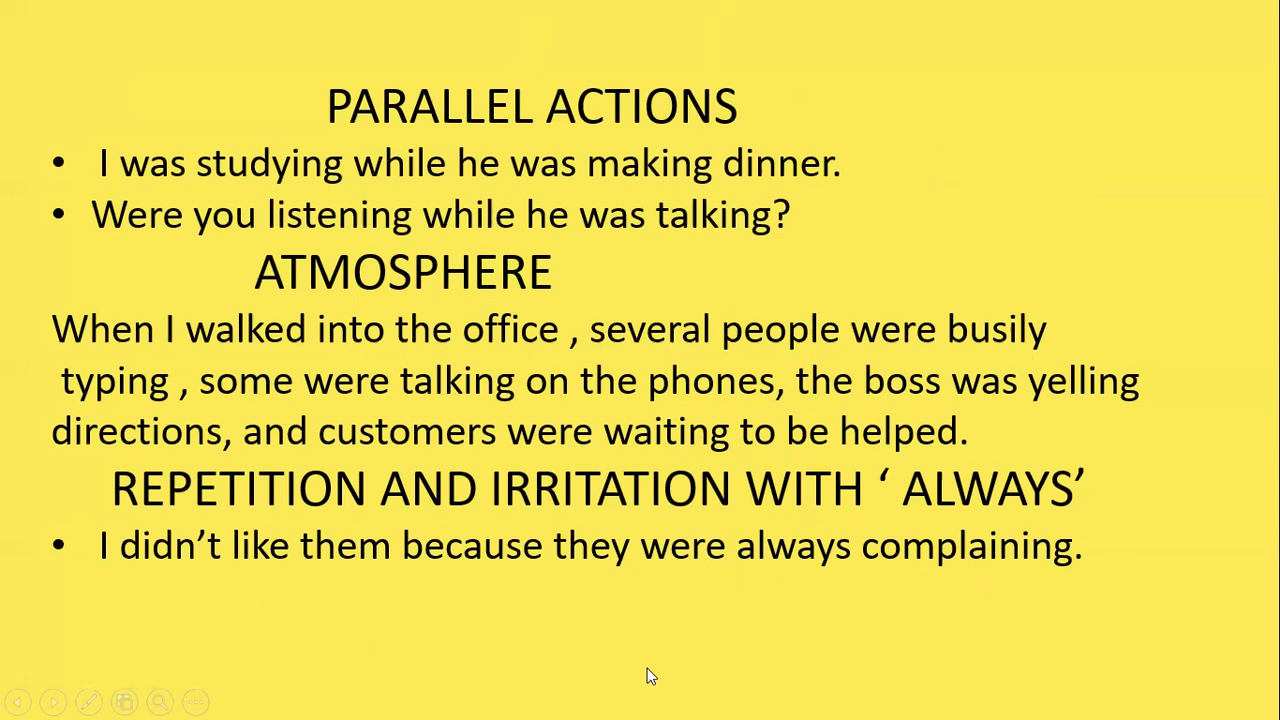 PARALLEL ACTIONS
• I was studying while he was making dinner.
• Were you listening while he was talking?
ATMOSPHERE
When I walked into the office , several people were busily
typing , some were talking on the phones, the boss was yelling
directions, and customers were waiting to be helped.
REPETITION AND IRRITATION WITH ‘ ALWAYS’
• I didn’t like them because they were always complaining.